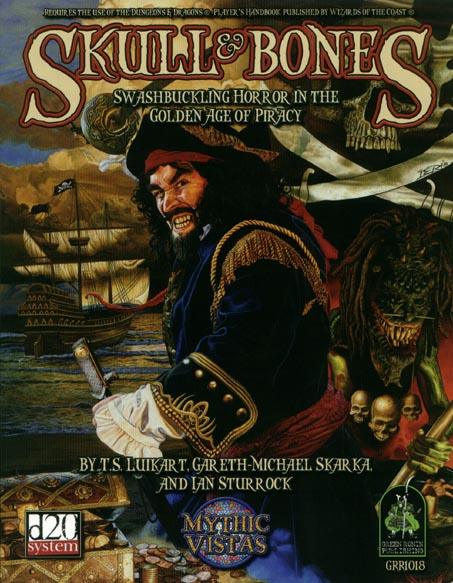 REQUIRES THE USE OF THE DUNGEONS & DRAGONS ® PLAYER'S HANDBOOK, PUBLISHED BY WIZARDS OF THE COAST ®
SKULL & BONES
SWASHBUCKLING HORROR IN THE
GOLDEN AGE OF PIRACY
BY T.S. LUIKART, GARETH-MICHAEL SKARKA,
AND IAN STURROCK
d20
system
MYTHIC
VISTAS
GREEN RONIN
PUBLISHING
GRR1018